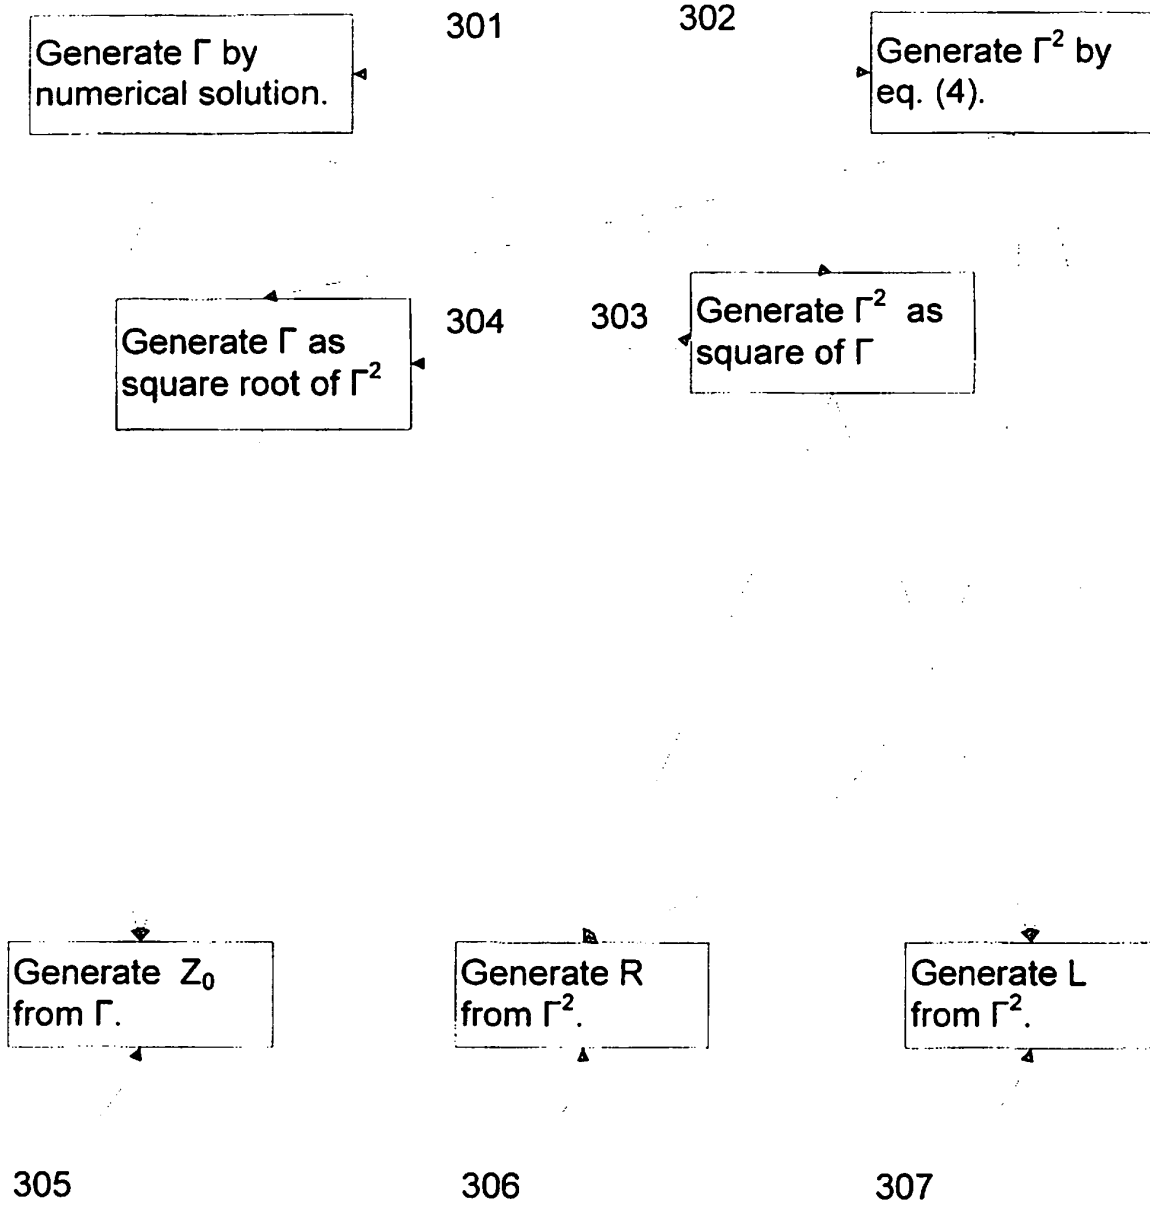 301
302
Generate Γ by
numerical solution.
Generate Γ² by
eq. (4).
304
303
Generate Γ as
square root of Γ²
Generate Γ² as
square of Γ
Generate Z₀
from Γ.
Generate R
from Γ².
Generate L
from Γ².
305
306
307